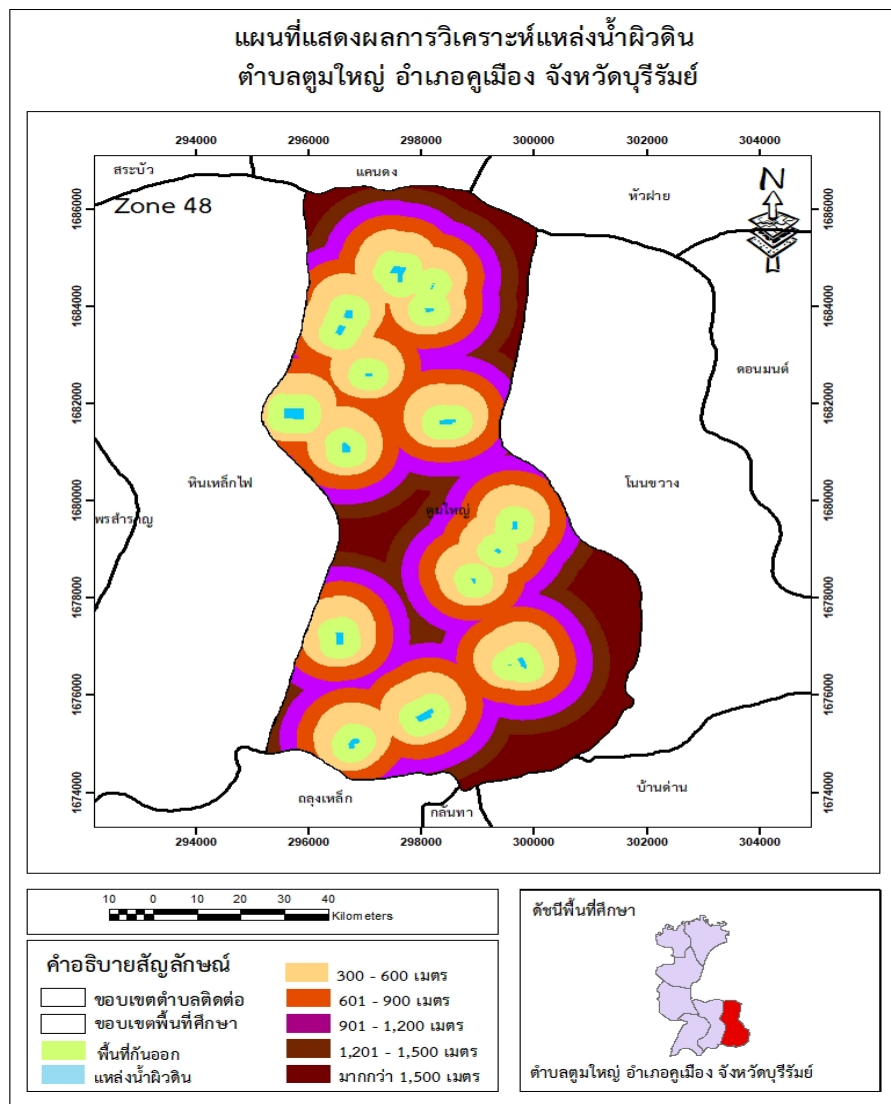 แผนที่แสดงผลการวิเคราะห์แหล่งน้ำผิวดิน
ตำบลตูมใหญ่ อำเภอคูเมือง จังหวัดบุรีรัมย์
294000 296000 298000 300000 302000 304000
สระบัว
แคนดง
หัวฝาย
N
Zone 48
1686000 1686000
1684000 1684000
ดอนมนต์
1682000 1682000
หินเหล็กไฟ
โนนขวาง
1680000 1680000
ตูมใหญ่
พรสำราญ
1678000 1678000
1676000 1676000
1674000 1674000
ถลุงเหล็ก
กลันทา
บ้านด่าน
294000 296000 298000 300000 302000 304000
10 0 10 20 30 40
Kilometers
คำอธิบายสัญลักษณ์
ขอบเขตตำบลติดต่อ
ขอบเขตพื้นที่ศึกษา
พื้นที่กันออก
แหล่งน้ำผิวดิน
300 - 600 เมตร
601 - 900 เมตร
901 - 1,200 เมตร
1,201 - 1,500 เมตร
มากกว่า 1,500 เมตร
ดัชนีพื้นที่ศึกษา
ตำบลตูมใหญ่ อำเภอคูเมือง จังหวัดบุรีรัมย์